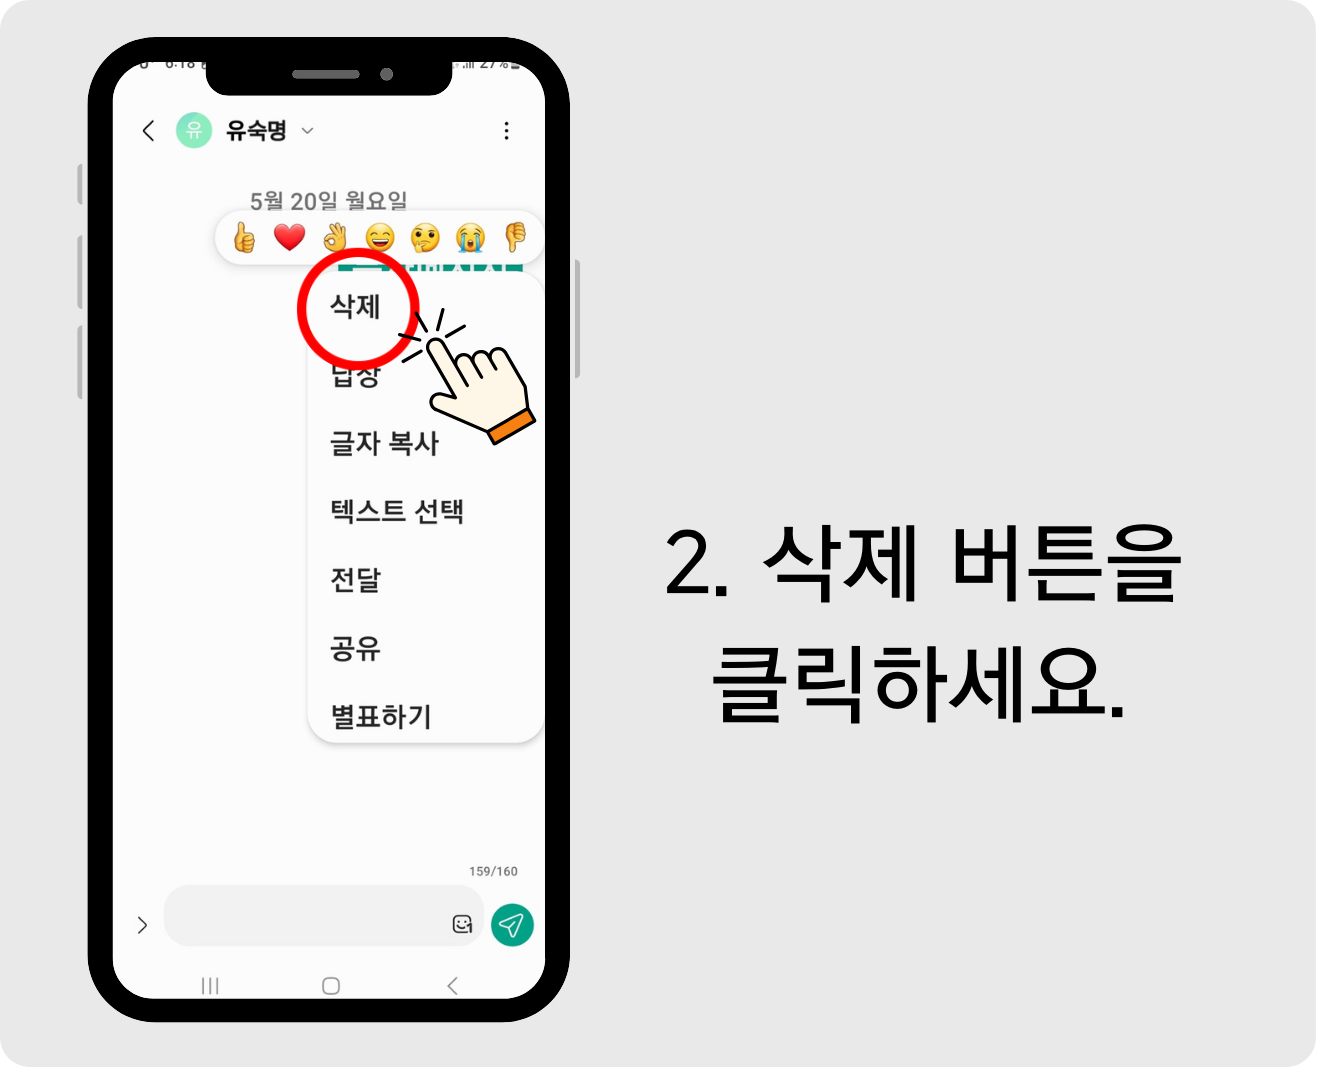 유 유숙명
5월 20일 월요일
삭제
답장
글자 복사
텍스트 선택
전달
공유
별표하기
159/160
2. 삭제 버튼을
클릭하세요.